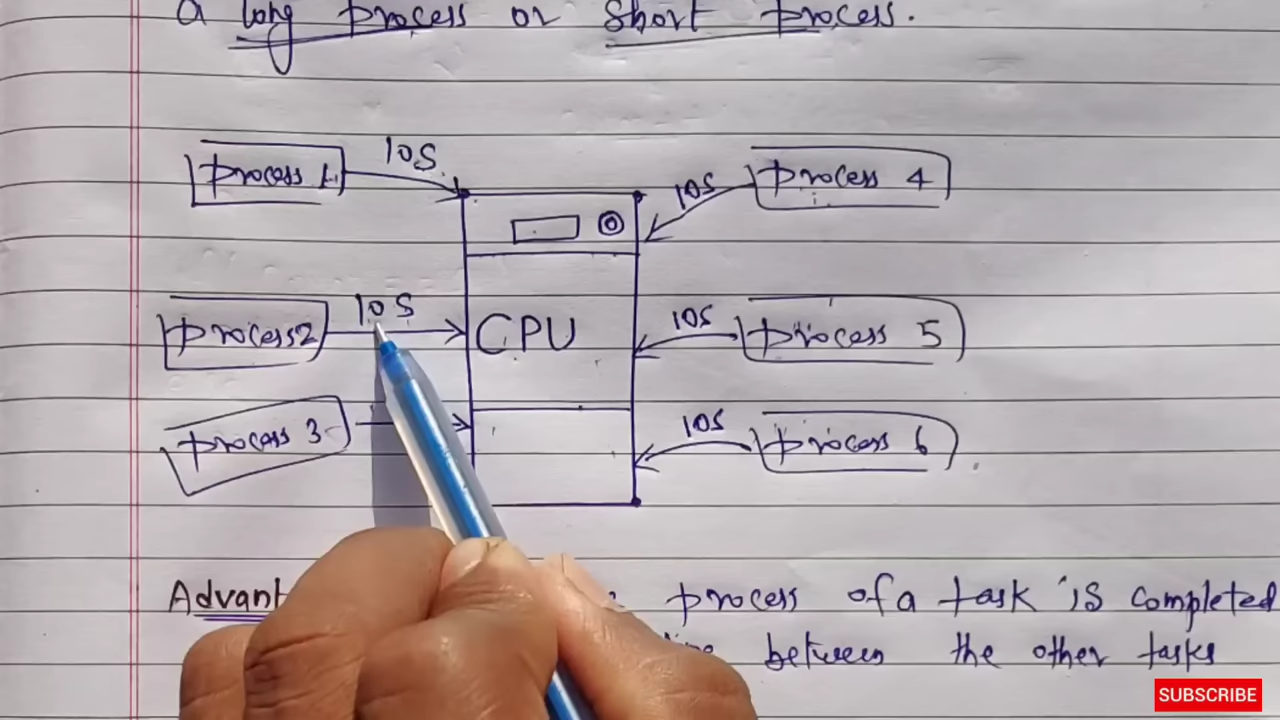 a long process or short process.
process 1
10S
10S
process 4
process2
10S
CPU
10S
process 5
process 3
10S
process 6
Advant
process of a task is completed
between the other tasks
SUBSCRIBE